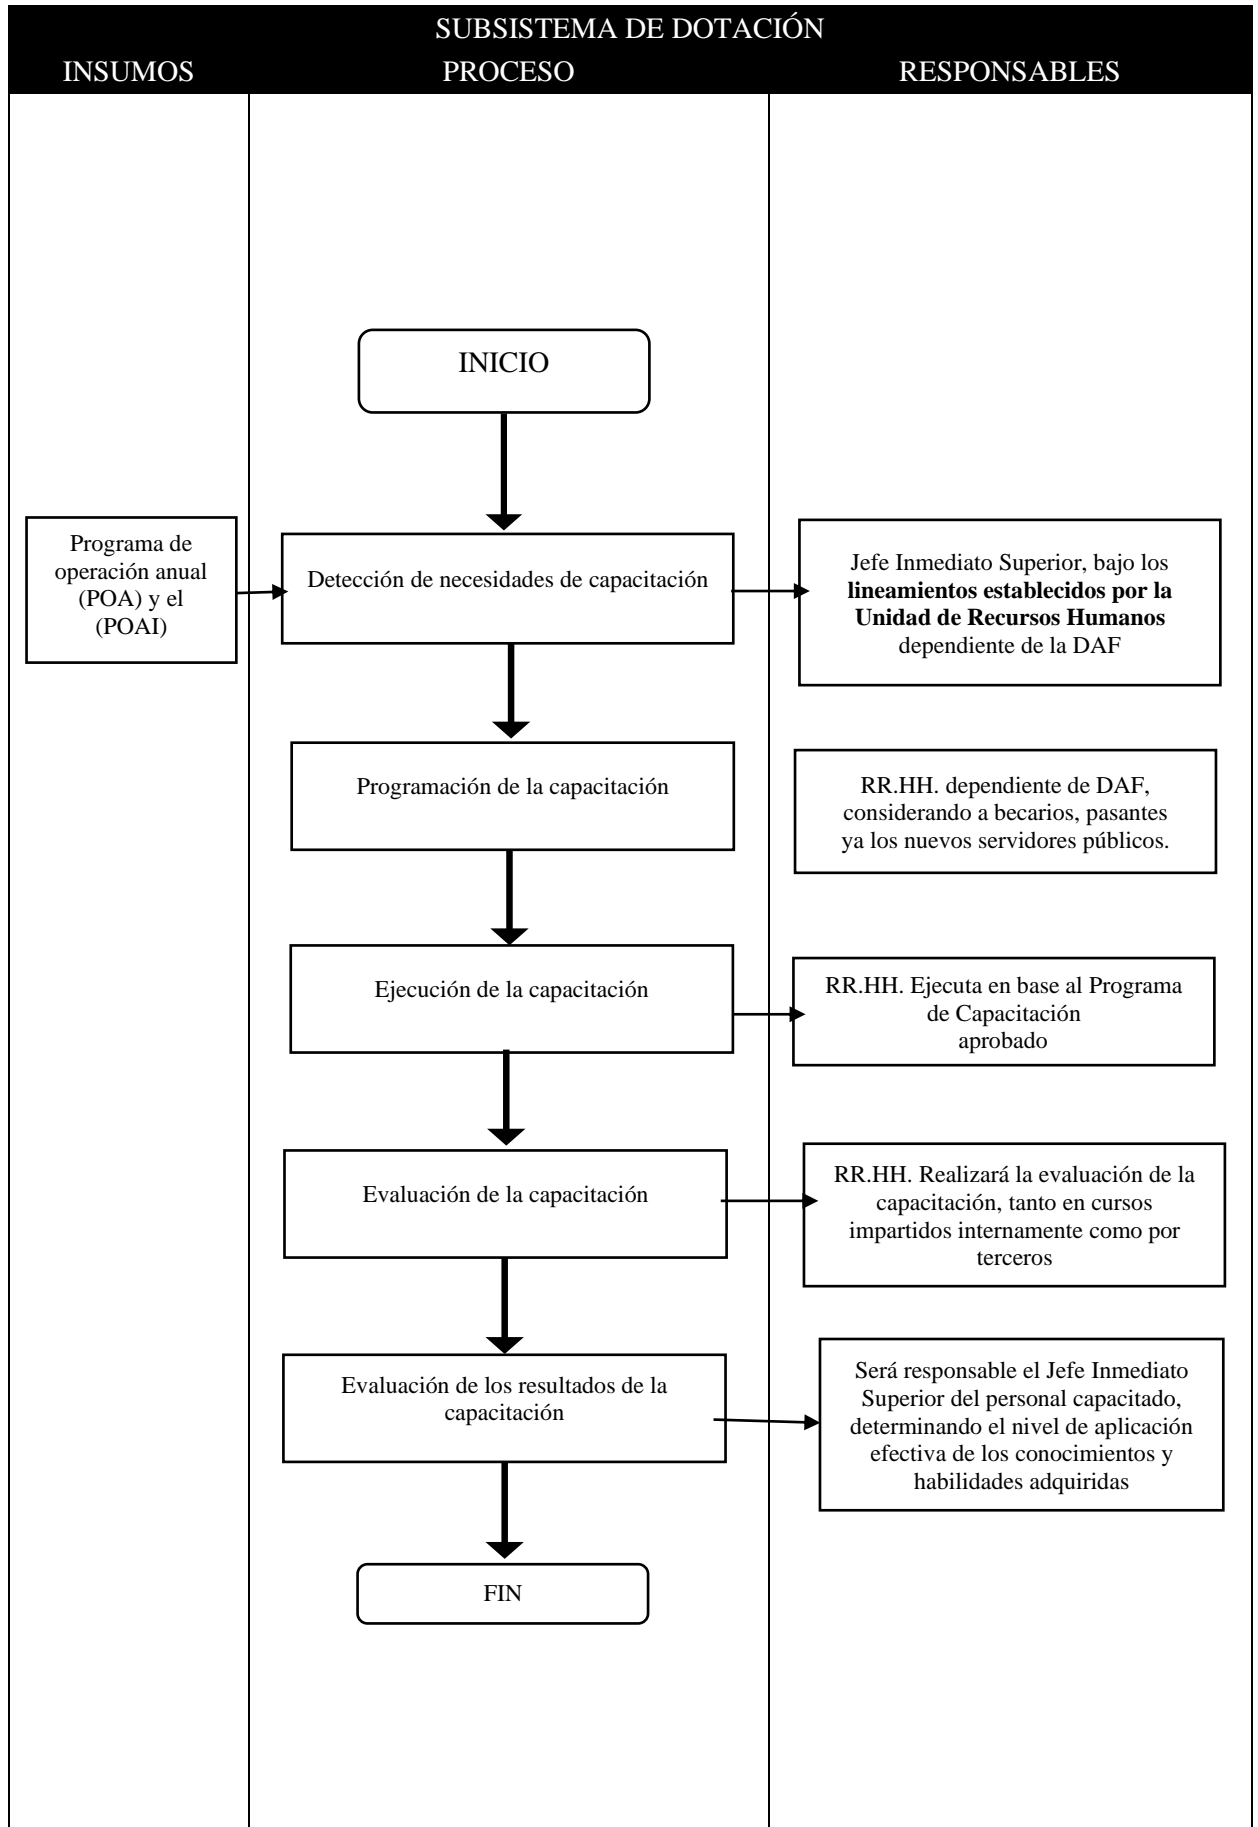 SUBSISTEMA DE DOTACIÓN
INSUMOS
PROCESO
RESPONSABLES
INICIO
Programa de
operación anual
(POA) y el
(POAI)
Detección de necesidades de capacitación
Jefe Inmediato Superior, bajo los
lineamientos establecidos por la
Unidad de Recursos Humanos
dependiente de la DAF
Programación de la capacitación
RR.HH. dependiente de DAF,
considerando a becarios, pasantes
ya los nuevos servidores públicos.
Ejecución de la capacitación
RR.HH. Ejecuta en base al Programa
de Capacitación
aprobado
Evaluación de la capacitación
RR.HH. Realizará la evaluación de la
capacitación, tanto en cursos
impartidos internamente como por
terceros
Evaluación de los resultados de la
capacitación
Será responsable el Jefe Inmediato
Superior del personal capacitado,
determinando el nivel de aplicación
efectiva de los conocimientos y
habilidades adquiridas
FIN